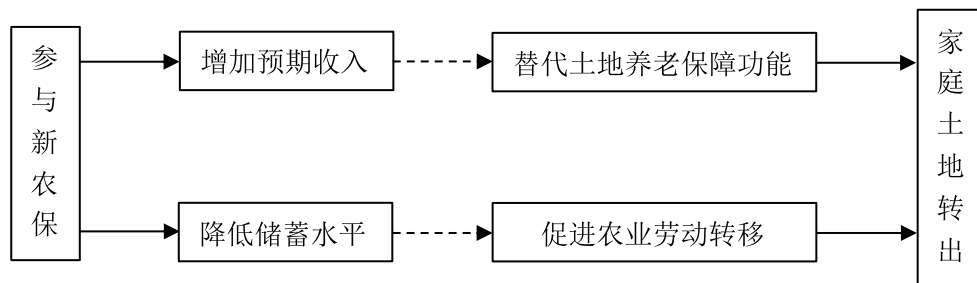 参与新农保
增加预期收入
替代土地养老保障功能
降低储蓄水平
促进农业劳动转移
家庭土地转出